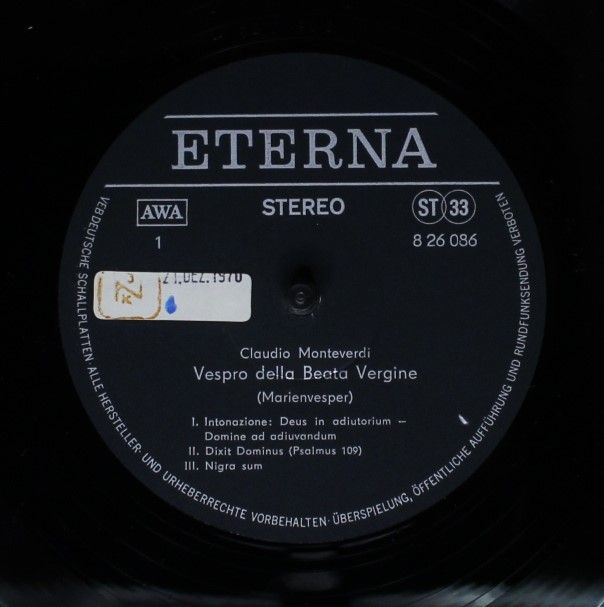 ETERNA
AWA
STEREO
ST 33
1
8 26 086
21.DEZ.1970
Claudio Monteverdi
Vespro della Beata Vergine
(Marienvesper)
I. Intonazione: Deus in adiutorium –
Domine ad adiuvandum
II. Dixit Dominus (Psalmus 109)
III. Nigra sum
VEB DEUTSCHE SCHALLPLATTEN · ALLE HERSTELLER- UND URHEBERRECHTE VORBEHALTEN · ÜBERSPIELUNG, ÖFFENTLICHE AUFFÜHRUNG UND RUNDFUNKSENDUNG VERBOTEN